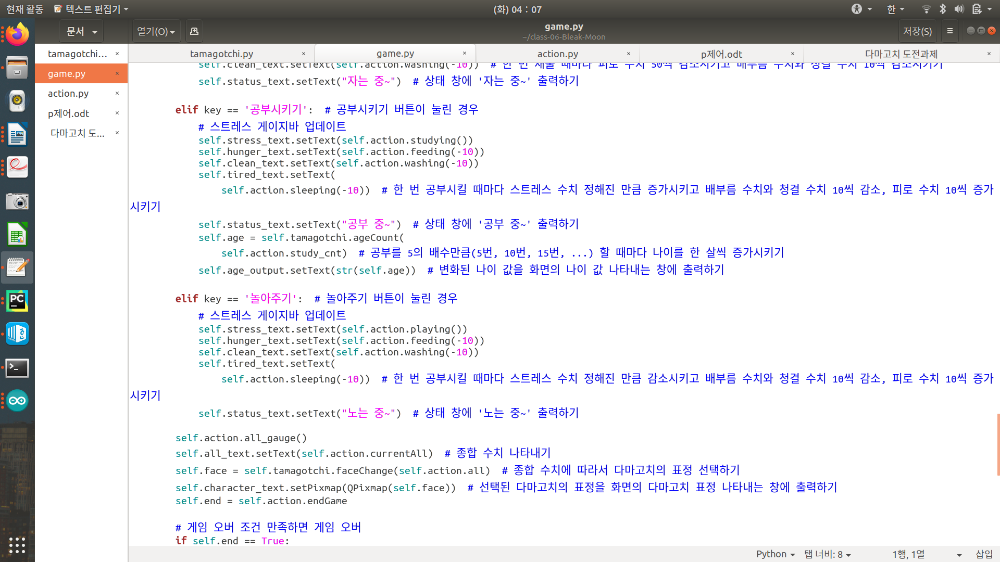 현재 활동
텍스트 편집기
(화) 04 : 07
한
문서
열기(O)
game.py
~/class-06-Bleak-Moon
저장(S)
tamagotchi... ×
game.py ×
action.py ×
p제어.odt ×
다마고치 도... ×
tamagotchi.py × game.py × action.py × p제어.odt × 다마고치 도전과제 ×
self.clean_text.setText(self.action.washing(-10)) # 한 번 재울 때마다 피로 수치 50씩 감소시키고 배부름 수치와 청결 수치 10씩 감소시키기
self.status_text.setText("자는 중~") # 상태 창에 '자는 중~' 출력하기
elif key == '공부시키기': # 공부시키기 버튼이 눌린 경우
# 스트레스 게이지바 업데이트
self.stress_text.setText(self.action.studying())
self.hunger_text.setText(self.action.feeding(-10))
self.clean_text.setText(self.action.washing(-10))
self.tired_text.setText(
self.action.sleeping(-10)) # 한 번 공부시킬 때마다 스트레스 수치 정해진 만큼 증가시키고 배부름 수치와 청결 수치 10씩 감소, 피로 수치 10씩 증가
시키기
self.status_text.setText("공부 중~") # 상태 창에 '공부 중~' 출력하기
self.age = self.tamagotchi.ageCount(
self.action.study_cnt) # 공부를 5의 배수만큼(5번, 10번, 15번, ...) 할 때마다 나이를 한 살씩 증가시키기
self.age_output.setText(str(self.age)) # 변화된 나이 값을 화면의 나이 값 나타내는 창에 출력하기
elif key == '놀아주기': # 놀아주기 버튼이 눌린 경우
# 스트레스 게이지바 업데이트
self.stress_text.setText(self.action.playing())
self.hunger_text.setText(self.action.feeding(-10))
self.clean_text.setText(self.action.washing(-10))
self.tired_text.setText(
self.action.sleeping(-10)) # 한 번 공부시킬 때마다 스트레스 수치 정해진 만큼 감소시키고 배부름 수치와 청결 수치 10씩 감소, 피로 수치 10씩 증가
시키기
self.status_text.setText("노는 중~") # 상태 창에 '노는 중~' 출력하기
self.action.all_gauge()
self.all_text.setText(self.action.currentAll) # 종합 수치 나타내기
self.face = self.tamagotchi.faceChange(self.action.all) # 종합 수치에 따라서 다마고치의 표정 선택하기
self.character_text.setPixmap(QPixmap(self.face)) # 선택된 다마고치의 표정을 화면의 다마고치 표정 나타내는 창에 출력하기
self.end = self.action.endGame
# 게임 오버 조건 만족하면 게임 오버
if self.end == True:
PC
Python 탭 너비: 8 1행, 1열 삽입